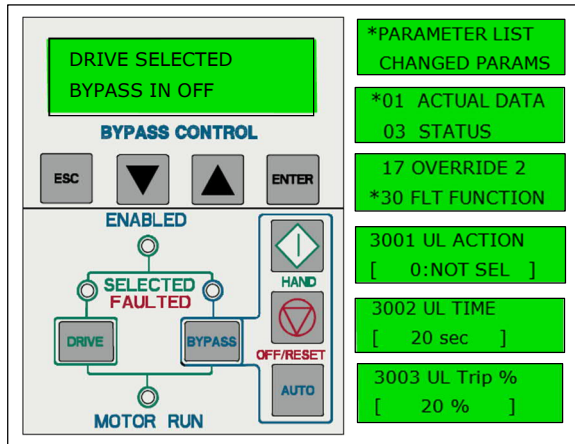 DRIVE SELECTED
BYPASS IN OFF
BYPASS CONTROL
ESC
ENTER
ENABLED
SELECTED
FAULTED
HAND
DRIVE
BYPASS
OFF/RESET
AUTO
MOTOR RUN
*PARAMETER LIST
CHANGED PARAMS
*01 ACTUAL DATA
03 STATUS
17 OVERRIDE 2
*30 FLT FUNCTION
3001 UL ACTION
[ 0:NOT SEL ]
3002 UL TIME
[ 20 sec ]
3003 UL Trip %
[ 20 % ]